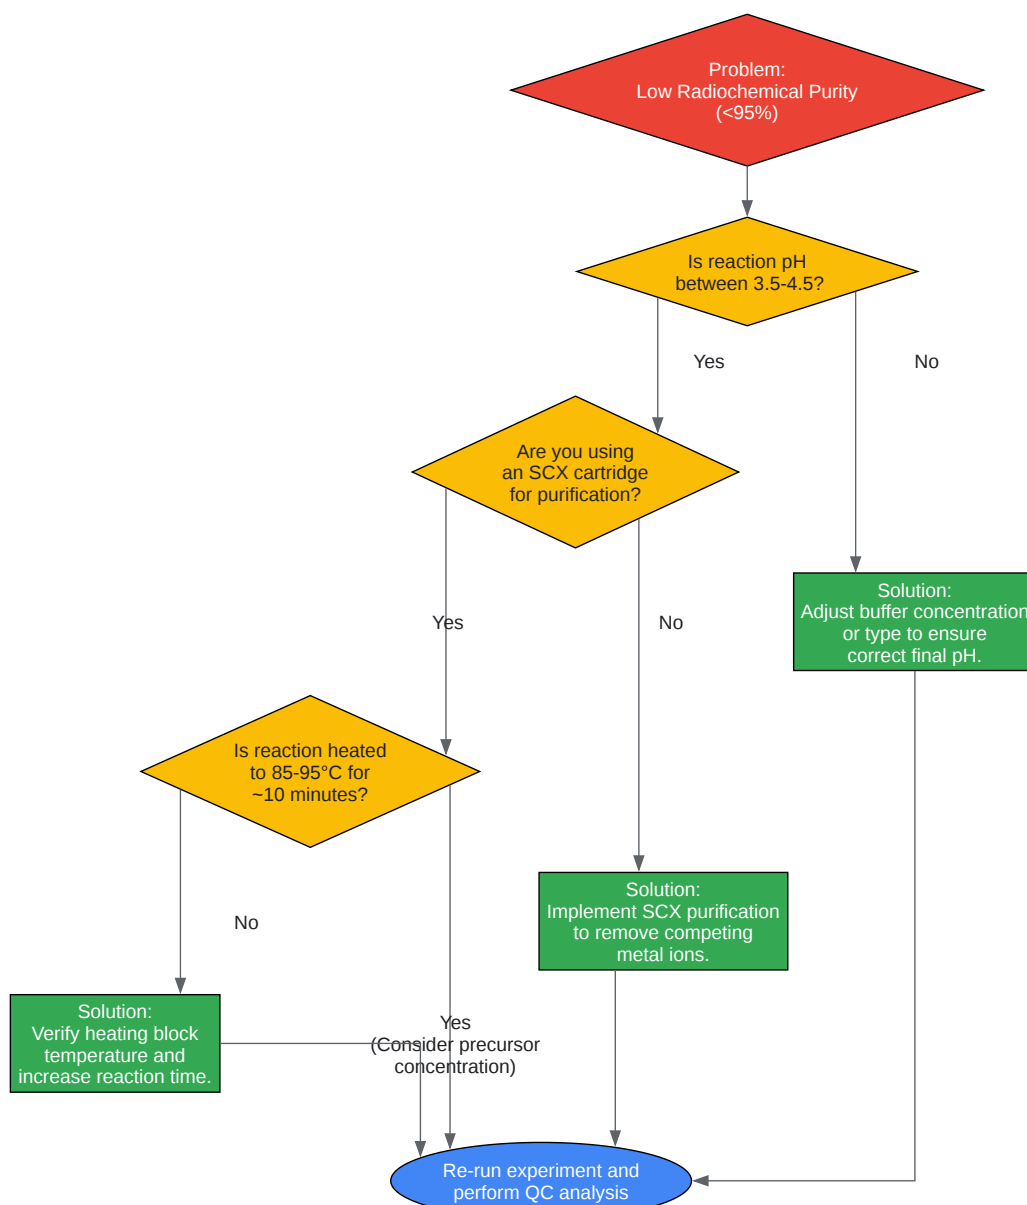 Problem:
Low Radiochemical Purity
(<95%)
Is reaction pH
between 3.5-4.5?
Yes
No
Are you using
an SCX cartridge
for purification?
Solution:
Adjust buffer concentration
or type to ensure
correct final pH.
Yes
No
Is reaction heated
to 85-95°C for
~10 minutes?
Solution:
Implement SCX purification
to remove competing
metal ions.
No
Solution:
Verify heating block
temperature and
increase reaction time.
Yes
(Consider precursor
concentration)
Re-run experiment and
perform QC analysis